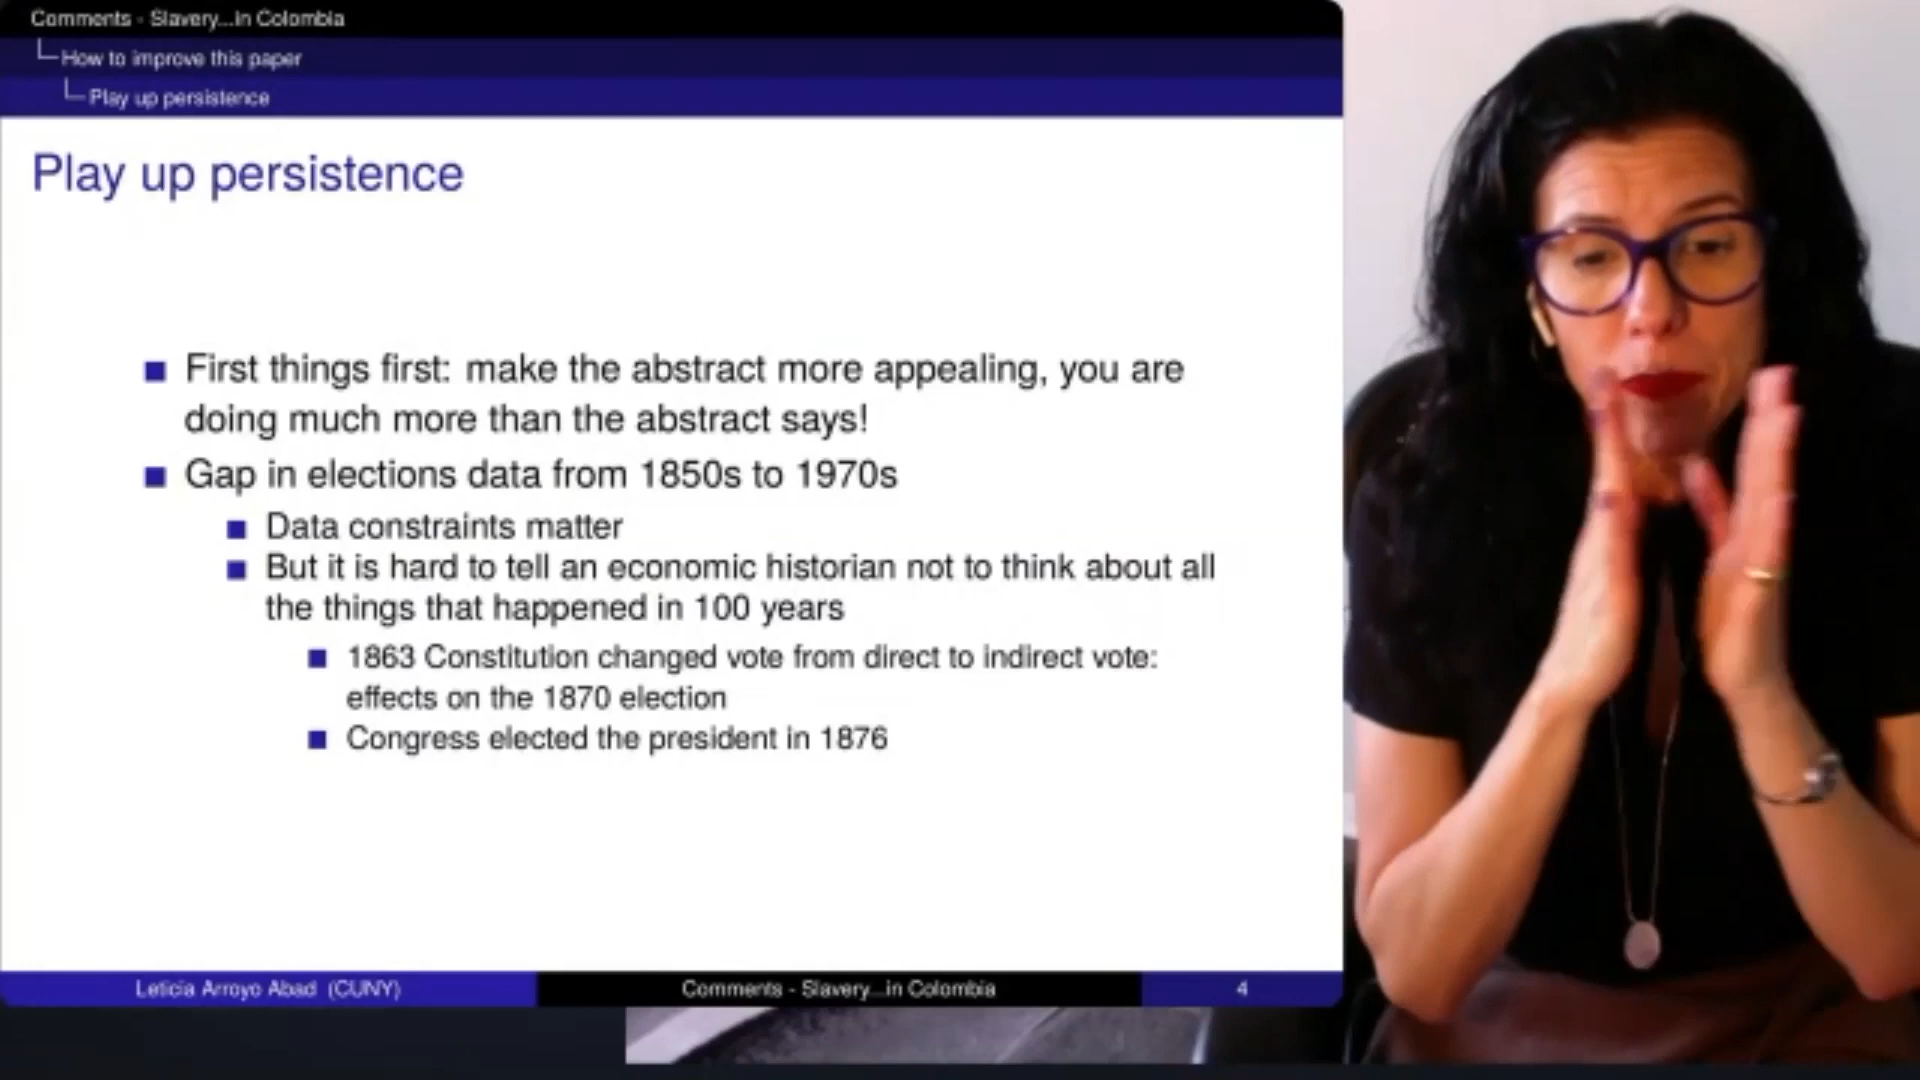 Comments - Slavery...in Colombia
How to improve this paper
Play up persistence
Play up persistence
First things first: make the abstract more appealing, you are
doing much more than the abstract says!
Gap in elections data from 1850s to 1970s
Data constraints matter
But it is hard to tell an economic historian not to think about all
the things that happened in 100 years
1863 Constitution changed vote from direct to indirect vote:
effects on the 1870 election
Congress elected the president in 1876
Leticia Arroyo Abad (CUNY)
Comments - Slavery...in Colombia
4